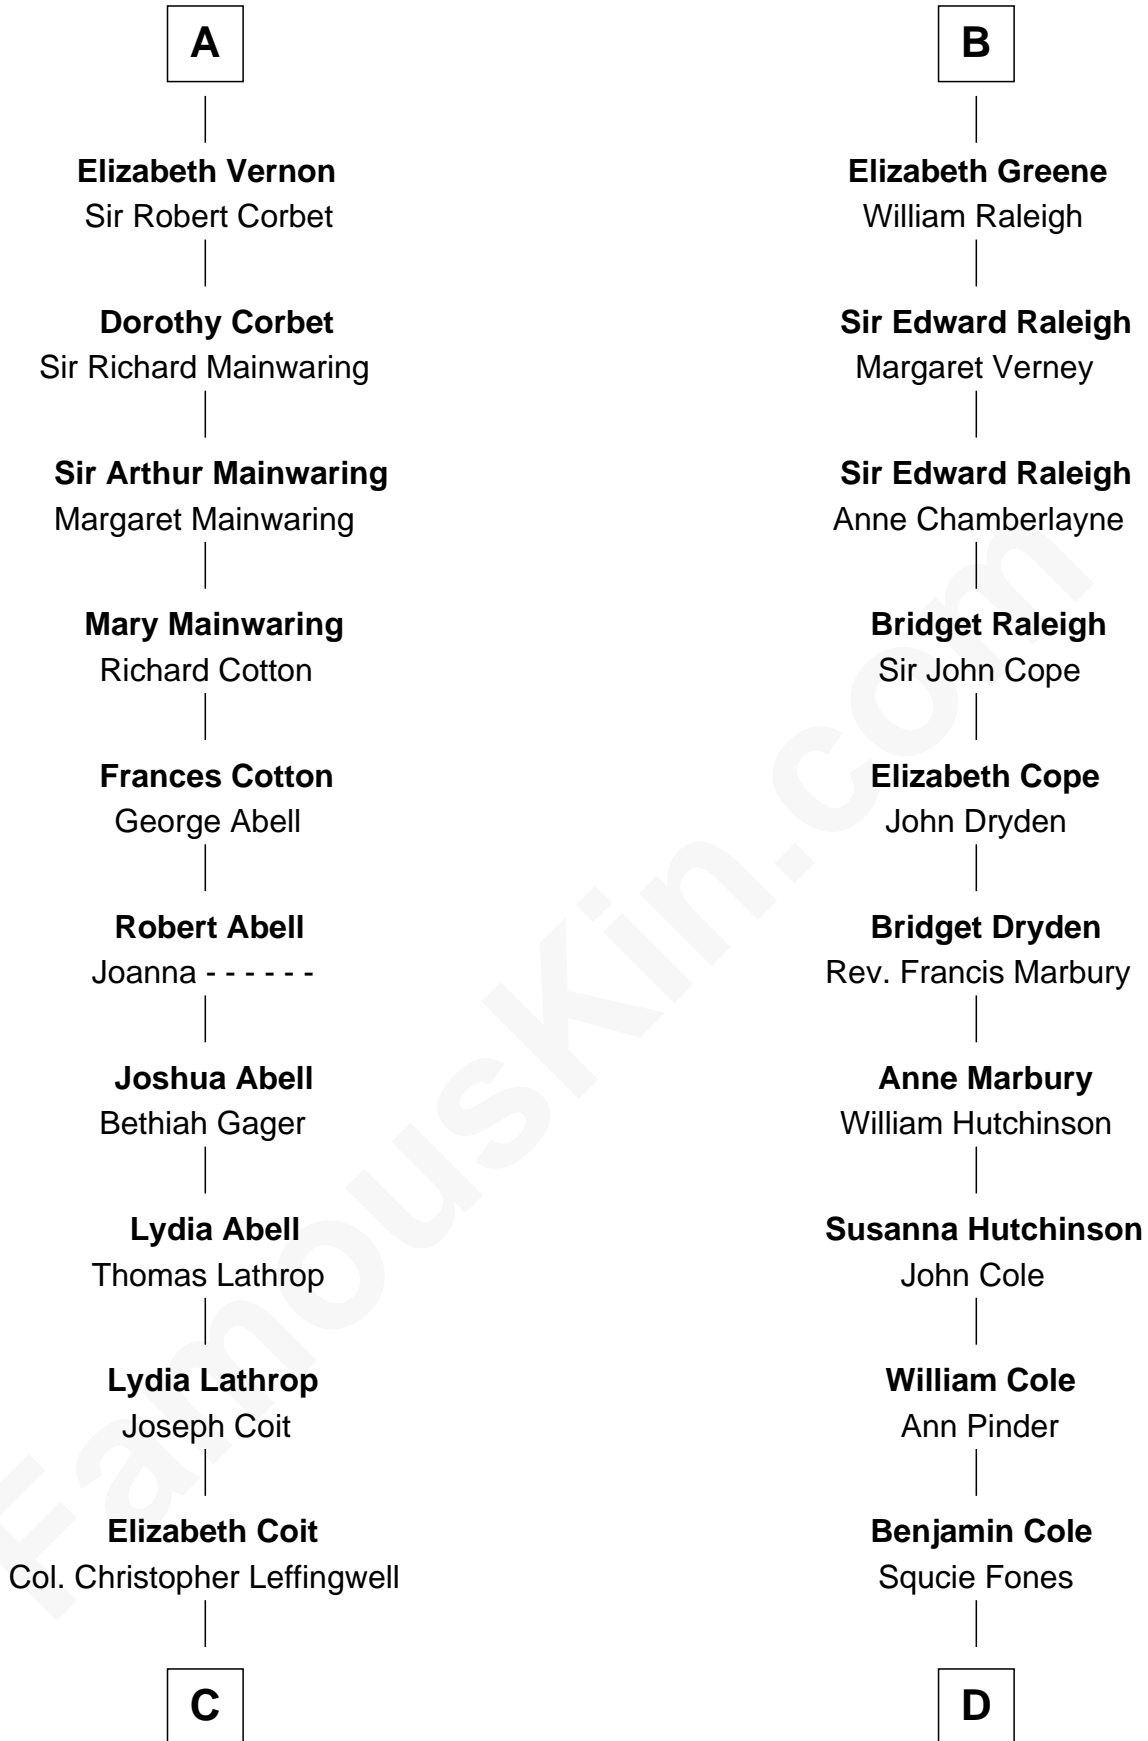 A
Elizabeth Vernon
Sir Robert Corbet
Dorothy Corbet
Sir Richard Mainwaring
Sir Arthur Mainwaring
Margaret Mainwaring
Mary Mainwaring
Richard Cotton
Frances Cotton
George Abell
Robert Abell
Joanna - - - - - -
Joshua Abell
Bethiah Gager
Lydia Abell
Thomas Lathrop
Lydia Lathrop
Joseph Coit
Elizabeth Coit
Col. Christopher Leffingwell
C
B
Elizabeth Greene
William Raleigh
Sir Edward Raleigh
Margaret Verney
Sir Edward Raleigh
Anne Chamberlayne
Bridget Raleigh
Sir John Cope
Elizabeth Cope
John Dryden
Bridget Dryden
Rev. Francis Marbury
Anne Marbury
William Hutchinson
Susanna Hutchinson
John Cole
William Cole
Ann Pinder
Benjamin Cole
Squcie Fones
D
FamousKin.com